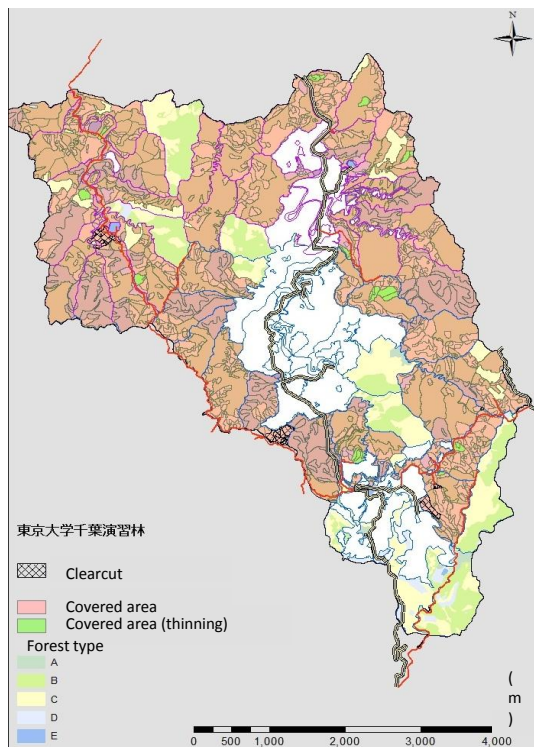 N
東京大学千葉演習林
Clearcut
Covered area
Covered area (thinning)
Forest type
A
B
C
D
E
(
m
)
0 500 1,000 2,000 3,000 4,000